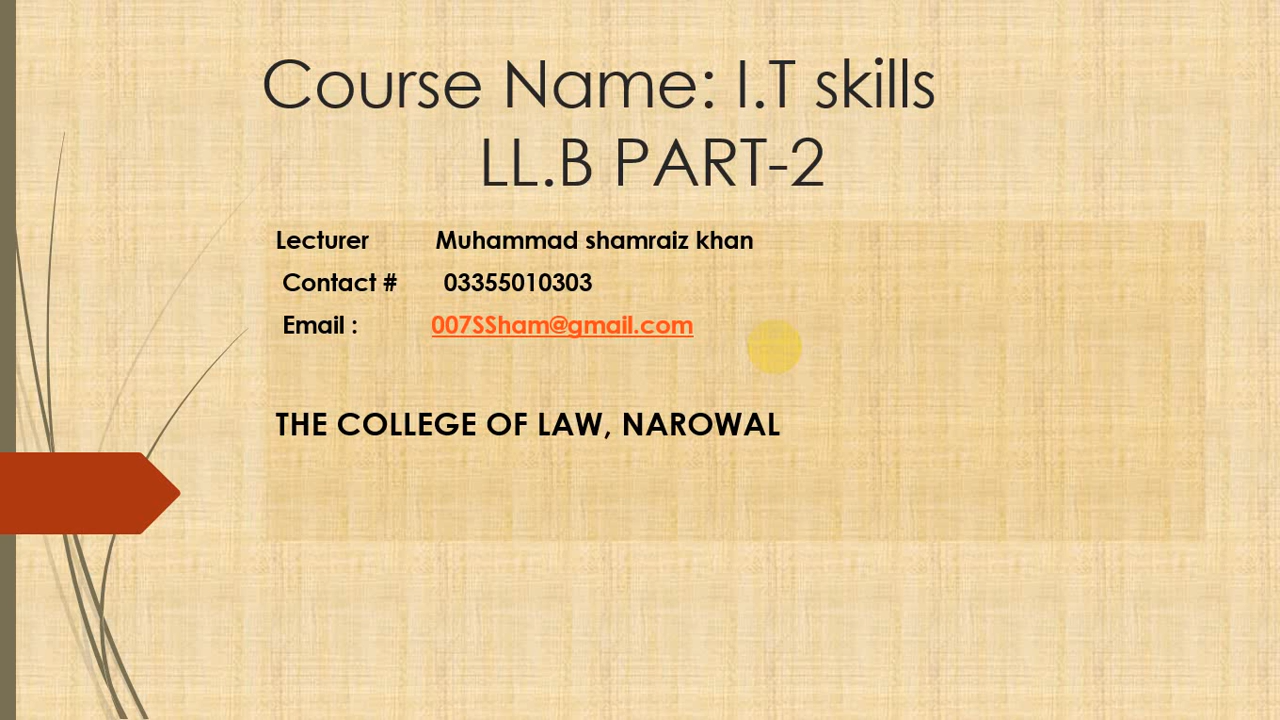 Course Name: I.T skills
LL.B PART-2
Lecturer Muhammad shamraiz khan
Contact # 03355010303
Email : 007SSham@gmail.com
THE COLLEGE OF LAW, NAROWAL